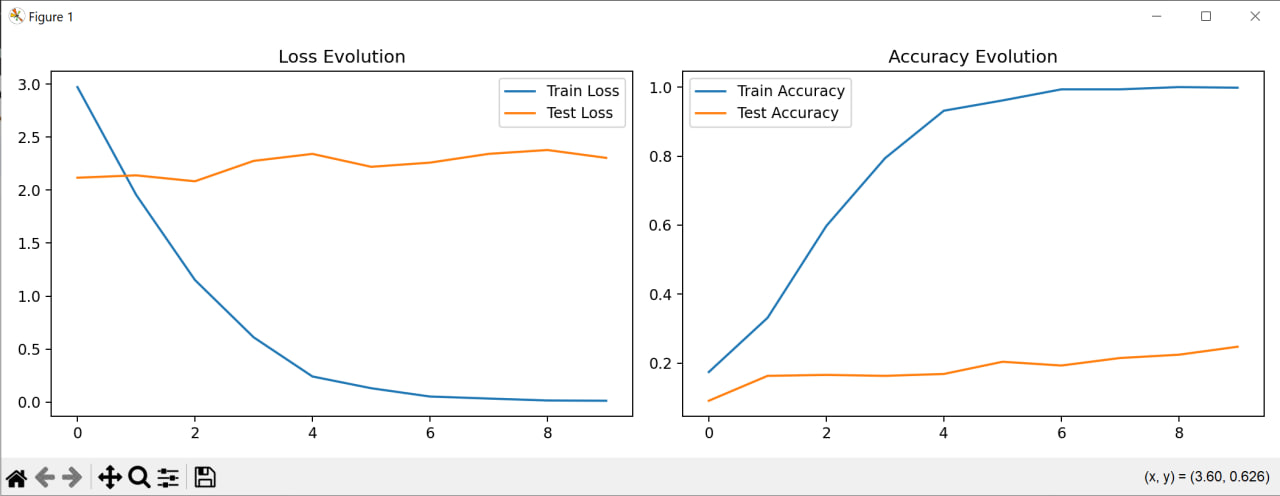 Figure 1
Loss Evolution
3.0
2.5
2.0
1.5
1.0
0.5
0.0
0 2 4 6 8
Train Loss
Test Loss
Accuracy Evolution
1.0
0.8
0.6
0.4
0.2
0 2 4 6 8
Train Accuracy
Test Accuracy
(x, y) = (3.60, 0.626)